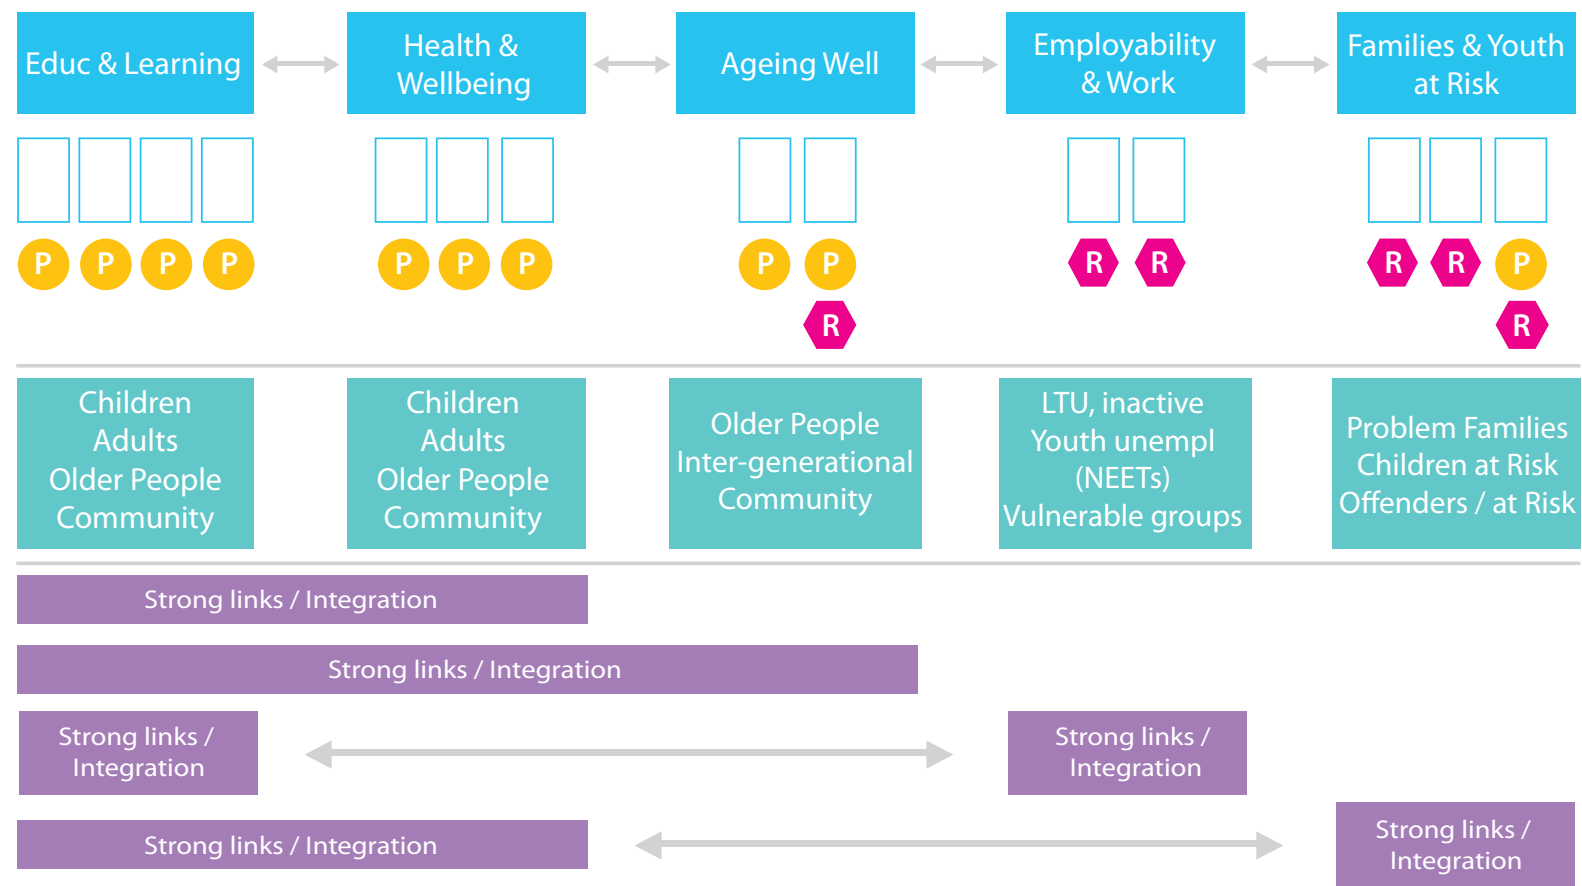 Educ & Learning
Health &
Wellbeing
Ageing Well
Employability
& Work
Families & Youth
at Risk
P P P P
P P P
P P
R R
R R P
R
R
Children
Adults
Older People
Community
Children
Adults
Older People
Community
Older People
Inter-generational
Community
LTU, inactive
Youth unempl
(NEETs)
Vulnerable groups
Problem Families
Children at Risk
Offenders / at Risk
Strong links / Integration
Strong links / Integration
Strong links /
Integration
Strong links /
Integration
Strong links / Integration
Strong links /
Integration